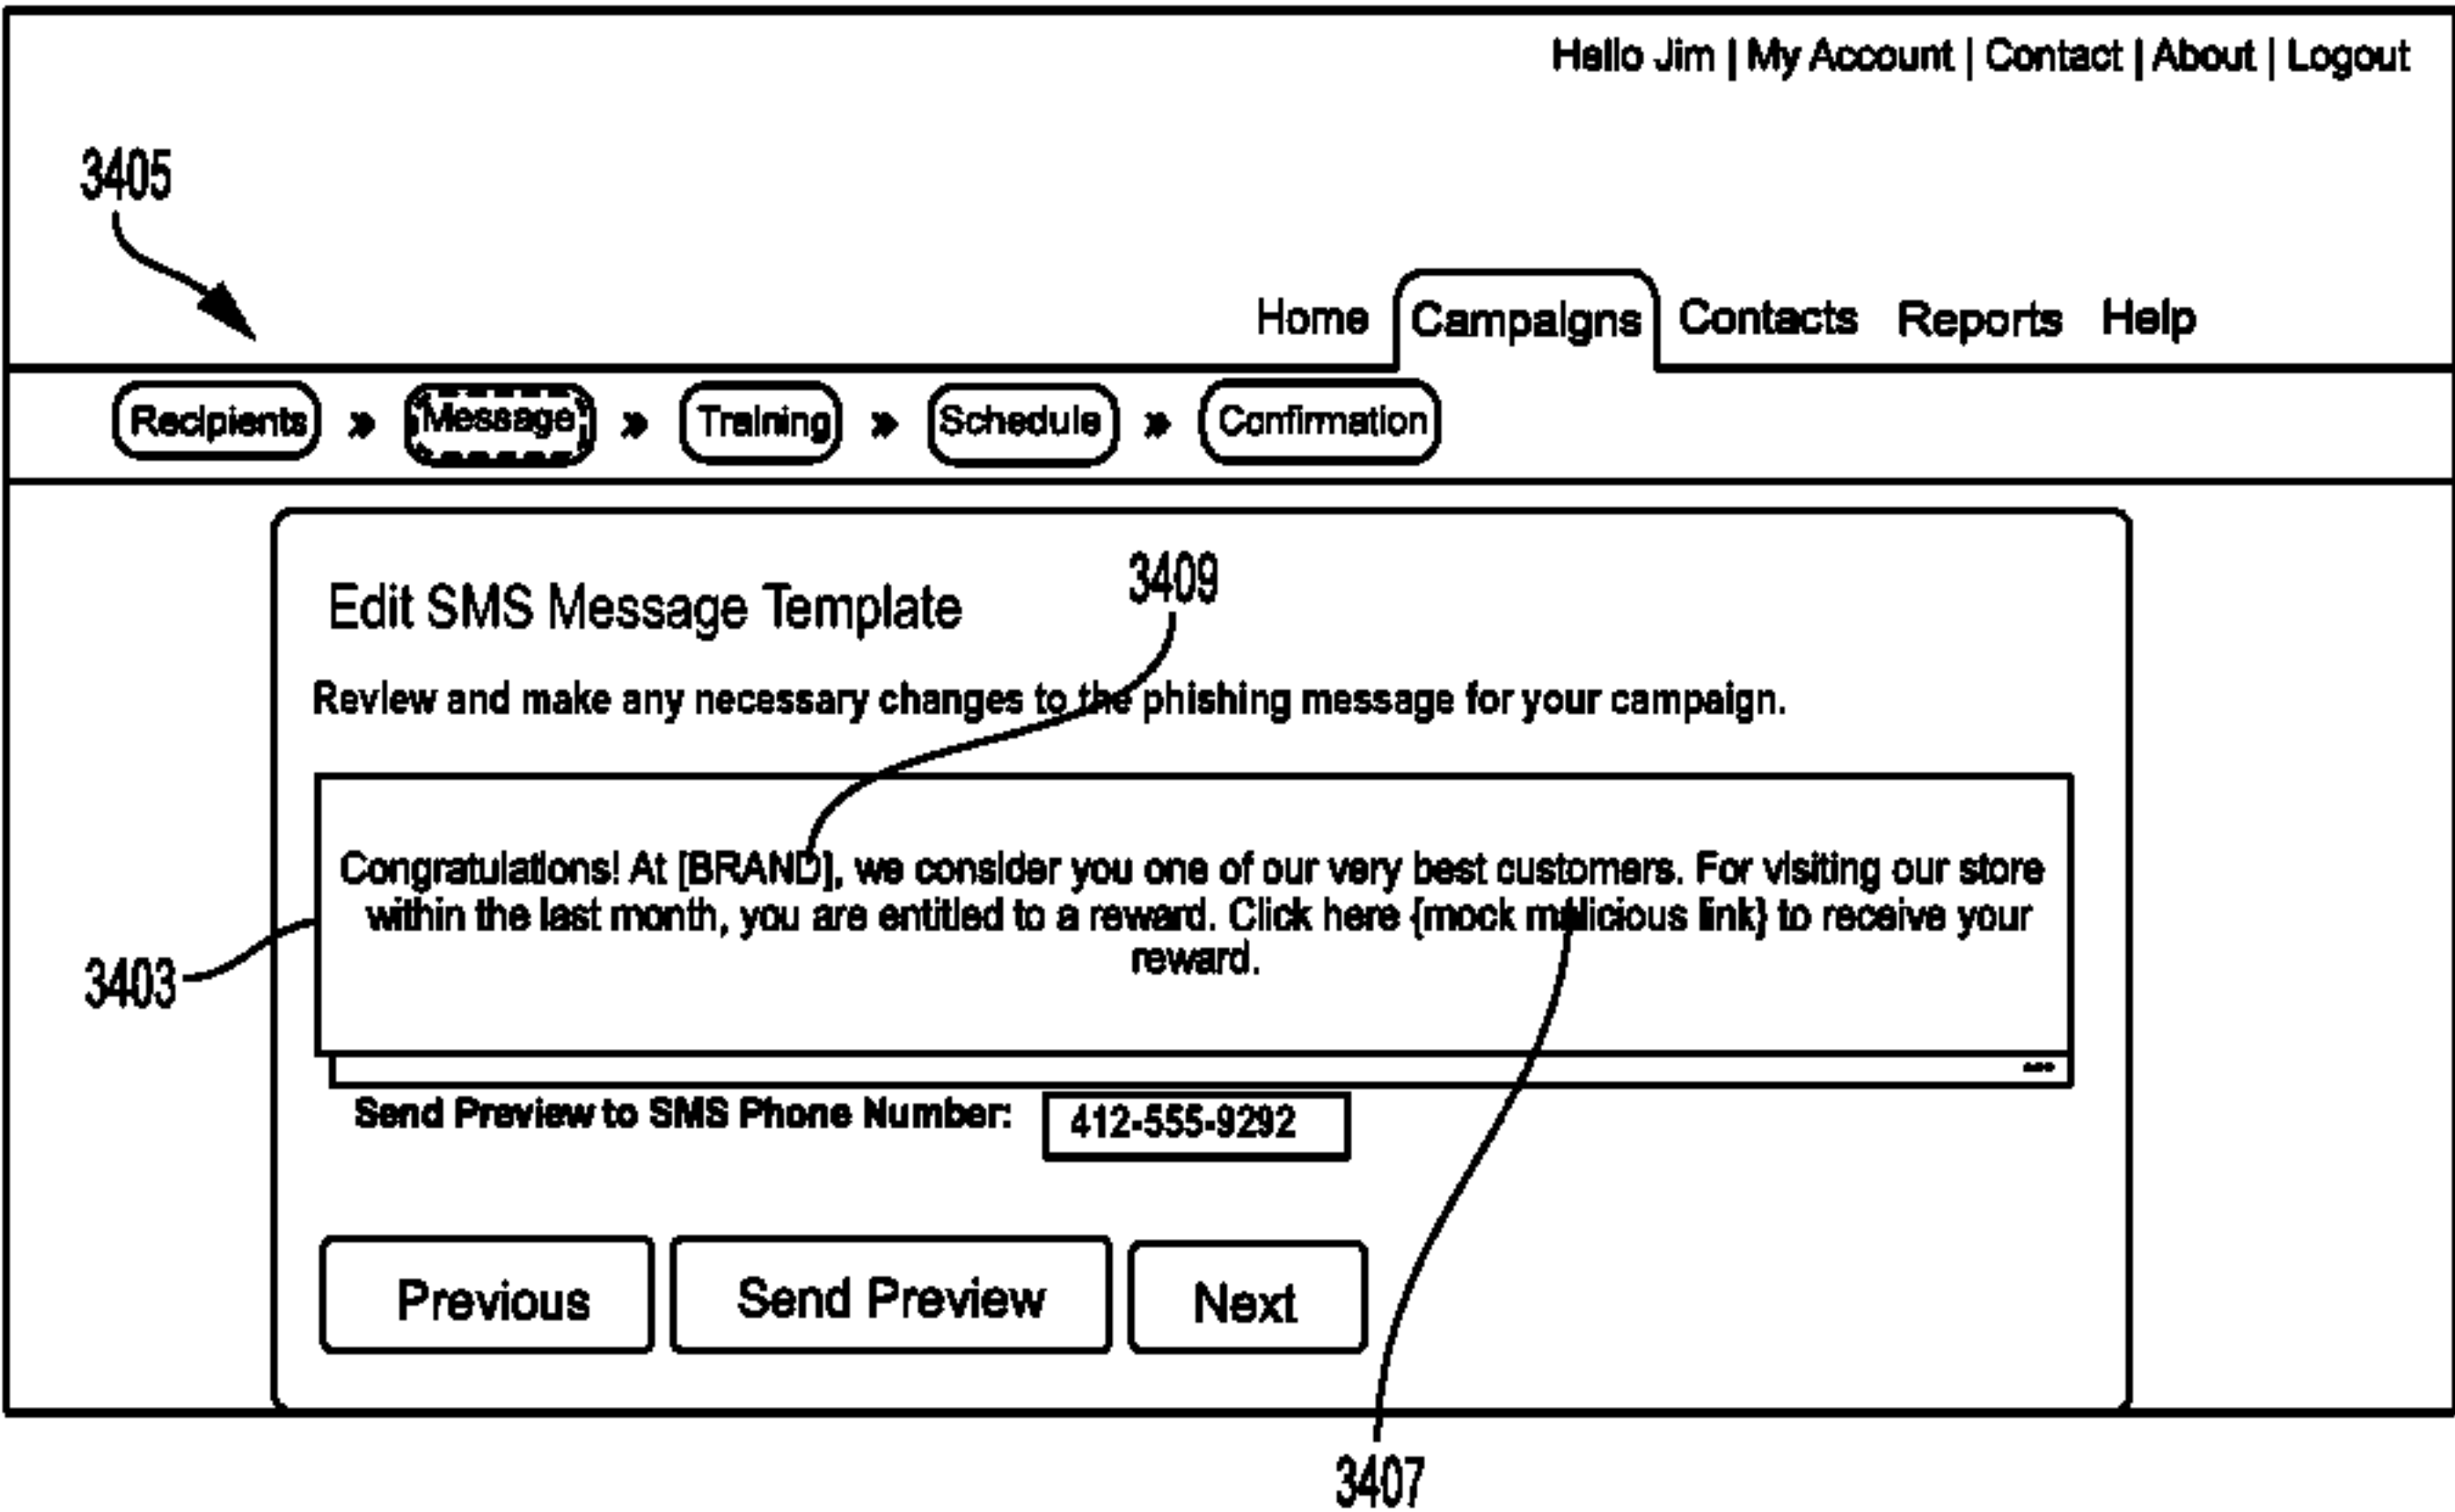 Hello Jim | My Account | Contact | About | Logout
3405
Home Campaigns Contacts Reports Help
Recipients » Message » Training » Schedule » Confirmation
3409
Edit SMS Message Template
Review and make any necessary changes to the phishing message for your campaign.
Congratulations! At [BRAND], we consider you one of our very best customers. For visiting our store
within the last month, you are entitled to a reward. Click here {mock malicious link} to receive your
reward.
3403
...
Send Preview to SMS Phone Number: 412-555-9292
Previous Send Preview Next
3407